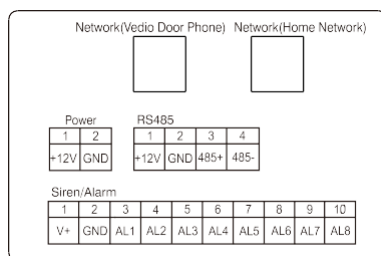 Network(Vedio Door Phone) Network(Home Network)
Power RS485
1 2 1 2 3 4
+12V GND +12V GND 485+ 485-
Siren/Alarm
1 2 3 4 5 6 7 8 9 10
V+ GND AL1 AL2 AL3 AL4 AL5 AL6 AL7 AL8